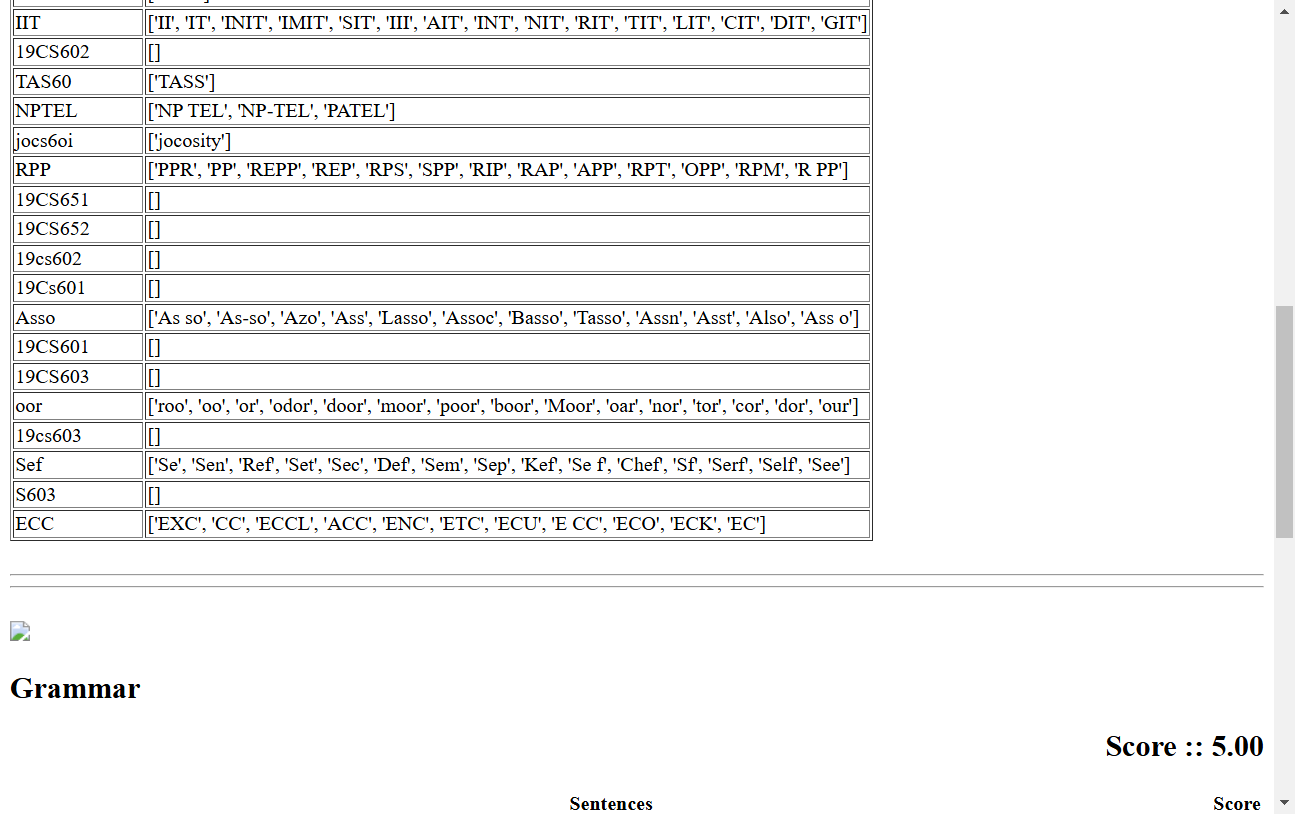 IIT ['II', 'IT', 'INIT', 'IMIT', 'SIT', 'III', 'AIT', 'INT', 'NIT', 'RIT', 'TIT', 'LIT', 'CIT', 'DIT', 'GIT']
19CS602 []
TAS60 ['TASS']
NPTEL ['NP TEL', 'NP-TEL', 'PATEL']
jocs6oi ['jocosity']
RPP ['PPR', 'PP', 'REPP', 'REP', 'RPS', 'SPP', 'RIP', 'RAP', 'APP', 'RPT', 'OPP', 'RPM', 'R PP']
19CS651 []
19CS652 []
19cs602 []
19Cs601 []
Asso ['As so', 'As-so', 'Azo', 'Ass', 'Lasso', 'Assoc', 'Basso', 'Tasso', 'Assn', 'Asst', 'Also', 'Ass o']
19CS601 []
19CS603 []
oor ['roo', 'oo', 'or', 'odor', 'door', 'moor', 'poor', 'boor', 'Moor', 'oar', 'nor', 'tor', 'cor', 'dor', 'our']
19cs603 []
Sef ['Se', 'Sen', 'Ref', 'Set', 'Sec', 'Def', 'Sem', 'Sep', 'Kef', 'Se f', 'Chef', 'Sf', 'Serf', 'Self', 'See']
S603 []
ECC ['EXC', 'CC', 'ECCL', 'ACC', 'ENC', 'ETC', 'ECU', 'E CC', 'ECO', 'ECK', 'EC']
Grammar
Score :: 5.00
Sentences Score